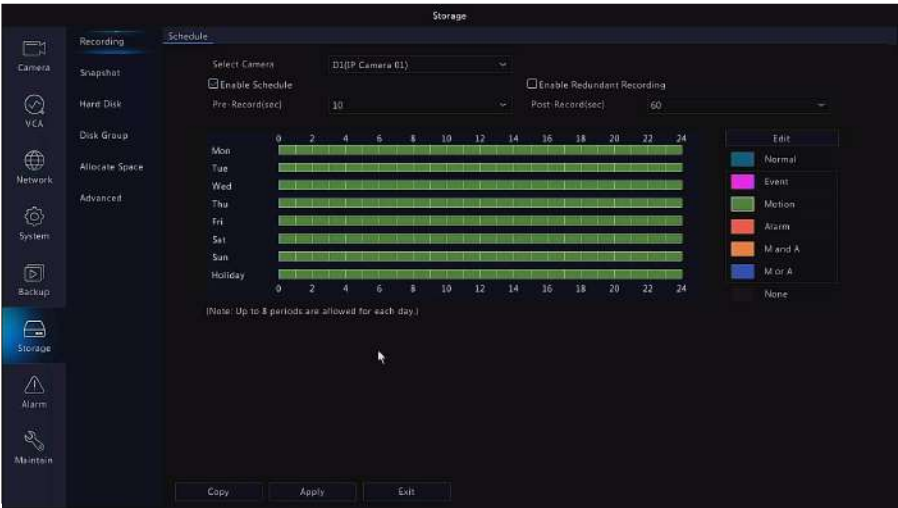 Storage
Camera
VCA
Network
System
Backup
Storage
Alarm
Maintain
Recording
Snapshot
Hard Disk
Disk Group
Allocate Space
Advanced
Schedule
Select Camera D1(IP Camera 01)
Enable Schedule Enable Redundant Recording
Pre-Record(sec) 10 Post-Record(sec) 60
0 2 4 6 8 10 12 14 16 18 20 22 24
Mon
Tue
Wed
Thu
Fri
Sat
Sun
Holiday
0 2 4 6 8 10 12 14 16 18 20 22 24
Edit
Normal
Event
Motion
Alarm
M and A
M or A
None
(Note: Up to 8 periods are allowed for each day.)
Copy Apply Exit